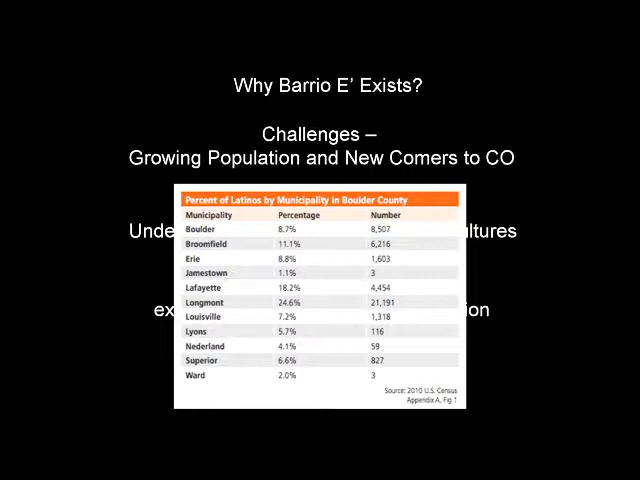 Why Barrio E' Exists?
Challenges –
Growing Population and New Comers to CO
Percent of Latinos by Municipality in Boulder County
Municipality Percentage Number
Boulder 8.7% 8,507
Broomfield 11.1% 6,216
Erie 8.8% 1,603
Jamestown 1.1% 3
Lafayette 18.2% 4,454
Longmont 24.6% 21,191
Louisville 7.2% 1,318
Lyons 5.7% 116
Nederland 4.1% 59
Superior 6.6% 827
Ward 2.0% 3
Source: 2010 U.S. Census
Appendix A, Fig 1